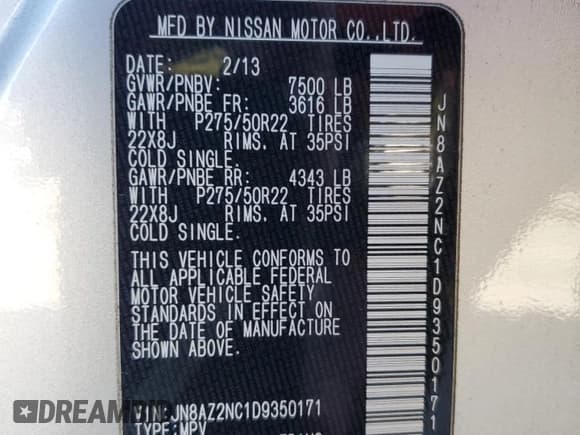 MFD BY NISSAN MOTOR CO.,LTD.
DATE: 2/13
GVWR/PNBV: 7500 LB
GAWR/PNBE FR: 3616 LB
WITH P275/50R22 TIRES
22X8J RIMS. AT 35PSI
COLD SINGLE.
GAWR/PNBE RR: 4343 LB
WITH P275/50R22 TIRES
22X8J RIMS. AT 35PSI
COLD SINGLE.
THIS VEHICLE CONFORMS TO
ALL APPLICABLE FEDERAL
MOTOR VEHICLE SAFETY
STANDARDS IN EFFECT ON
THE DATE OF MANUFACTURE
SHOWN ABOVE.
VIN:JN8AZ2NC1D9350171
TYPE:MPV
JN8AZ2NC1D9350171
CAROUTCOME